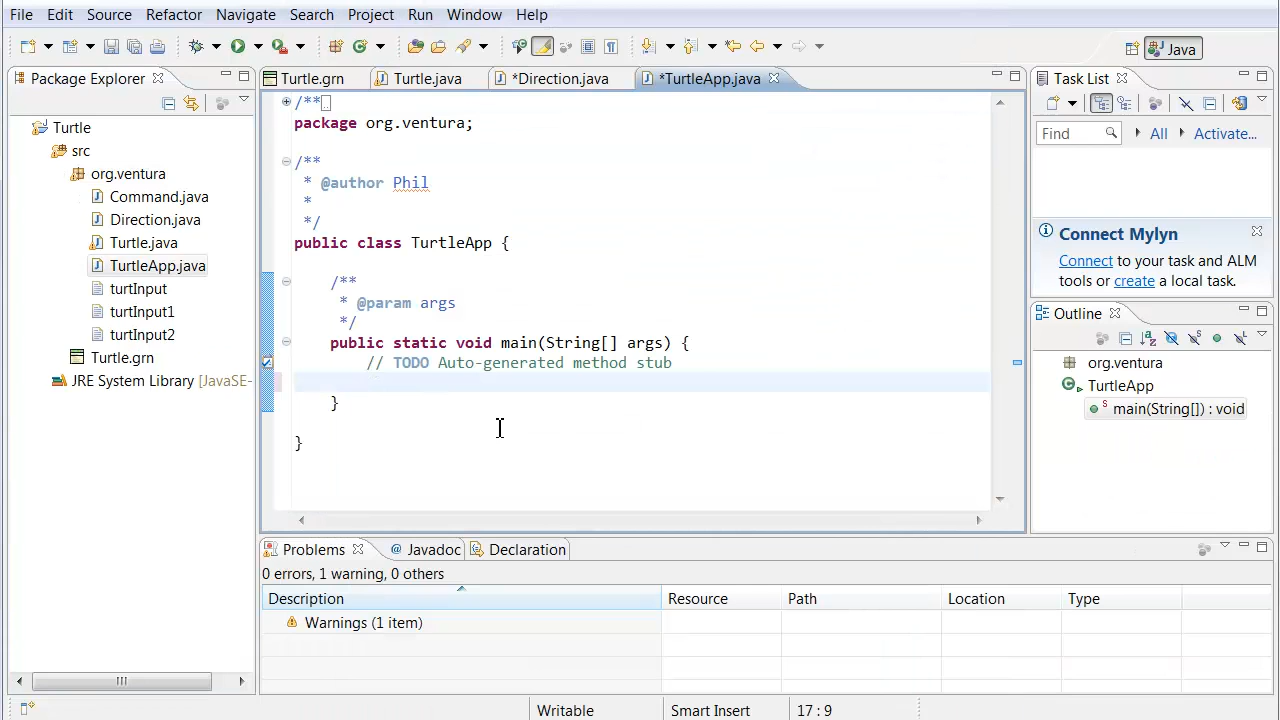 File Edit Source Refactor Navigate Search Project Run Window Help
Java
Package Explorer
Turtle
src
org.ventura
Command.java
Direction.java
Turtle.java
TurtleApp.java
turtInput
turtInput1
turtInput2
Turtle.grn
JRE System Library [JavaSE-
Turtle.grn Turtle.java *Direction.java *TurtleApp.java
/**
package org.ventura;
/**
* @author Phil
*
*/
public class TurtleApp {
/**
* @param args
*/
public static void main(String[] args) {
// TODO Auto-generated method stub
}
}
Task List
Find All Activate...
Connect Mylyn
Connect to your task and ALM
tools or create a local task.
Outline
org.ventura
TurtleApp
main(String[]) : void
Problems @ Javadoc Declaration
0 errors, 1 warning, 0 others
Description Resource Path Location Type
Warnings (1 item)
Writable Smart Insert 17 : 9